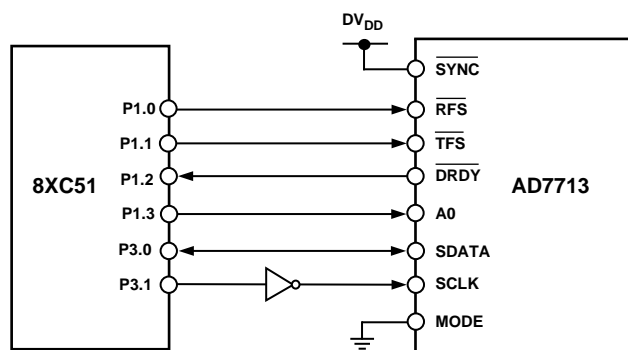 DVDD
SYNC
P1.0 RFS
P1.1 TFS
P1.2 DRDY
8XC51 AD7713
P1.3 A0
P3.0 SDATA
P3.1 SCLK
MODE